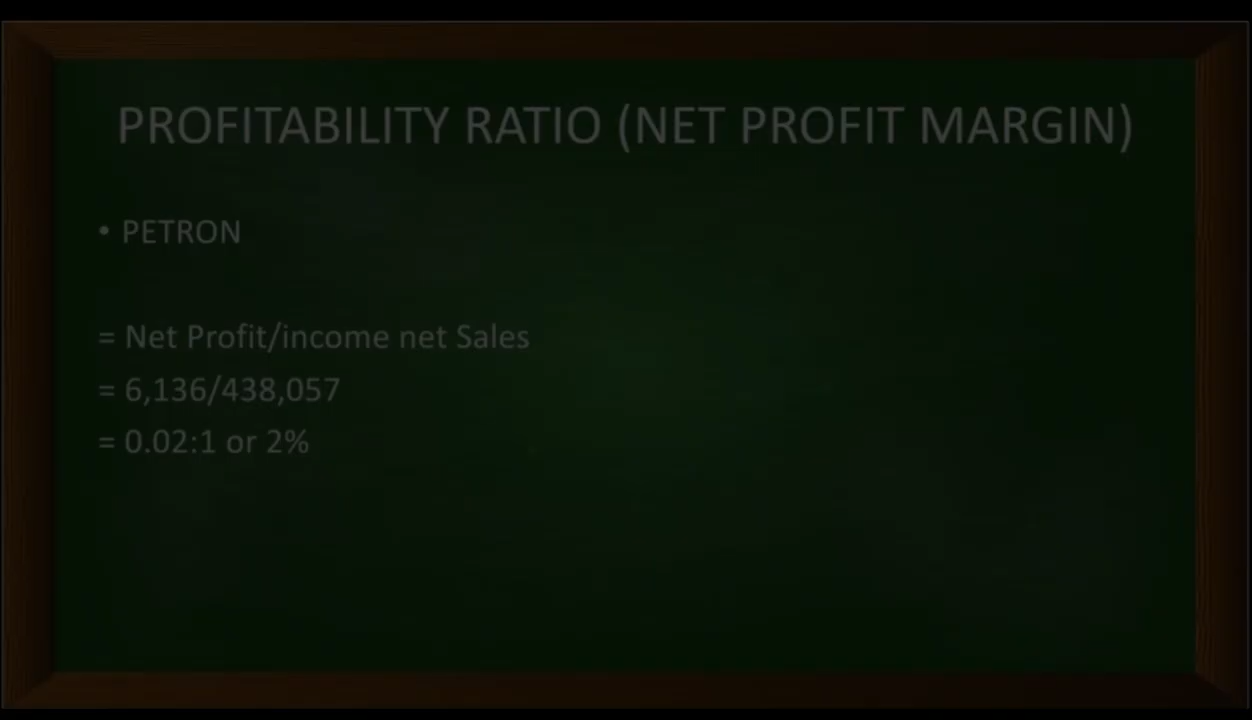 PROFITABILITY RATIO (NET PROFIT MARGIN)
• PETRON
= Net Profit/income net Sales
= 6,136/438,057
= 0.02:1 or 2%